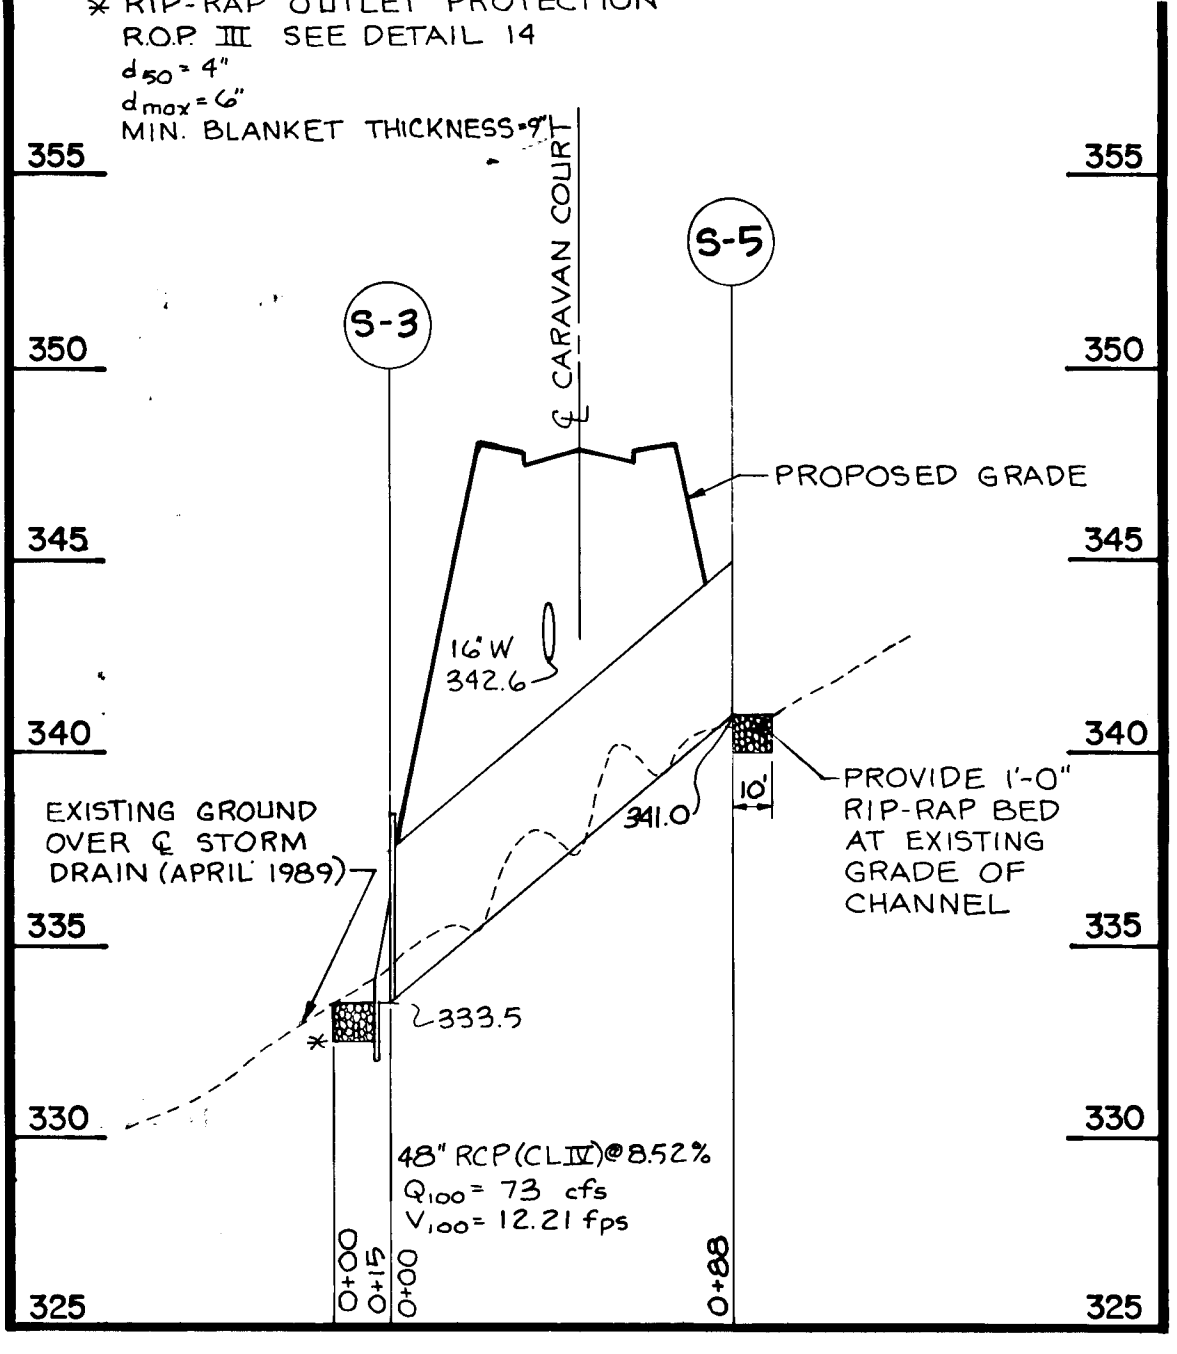 * RIP-RAP OUTLET PROTECTION
R.O.P. III SEE DETAIL 14
d50 = 4"
dmax = 6"
MIN. BLANKET THICKNESS=9"
355
355
℄ CARAVAN COURT
S-5
S-3
350
350
PROPOSED GRADE
345
345
16"W
342.6
340
340
10'
341.0
PROVIDE 1'-0"
RIP-RAP BED
AT EXISTING
GRADE OF
CHANNEL
EXISTING GROUND
OVER ℄ STORM
DRAIN (APRIL 1989)
335
335
333.5
*
330
330
48" RCP (CL IV) @ 8.52%
Q100 = 73 cfs
V100 = 12.21 fps
0+00
0+15
0+00
0+88
325
325